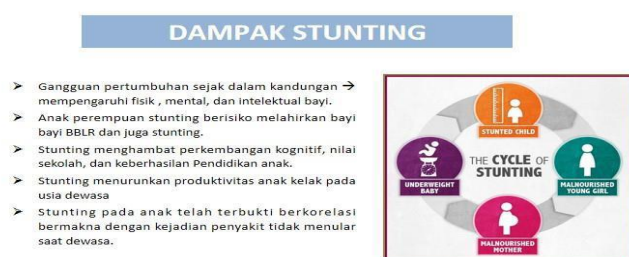 DAMPAK STUNTING
➢ Gangguan pertumbuhan sejak dalam kandungan →
mempengaruhi fisik , mental, dan intelektual bayi.
➢ Anak perempuan stunting berisiko melahirkan bayi
bayi BBLR dan juga stunting.
➢ Stunting menghambat perkembangan kognitif, nilai
sekolah, dan keberhasilan Pendidikan anak.
➢ Stunting menurunkan produktivitas anak kelak pada
usia dewasa
➢ Stunting pada anak telah terbukti berkorelasi
bermakna dengan kejadian penyakit tidak menular
saat dewasa.
STUNTED CHILD
THE CYCLE OF
STUNTING
UNDERWEIGHT
BABY
MALNOURISHED
YOUNG GIRL
MALNOURISHED
MOTHER